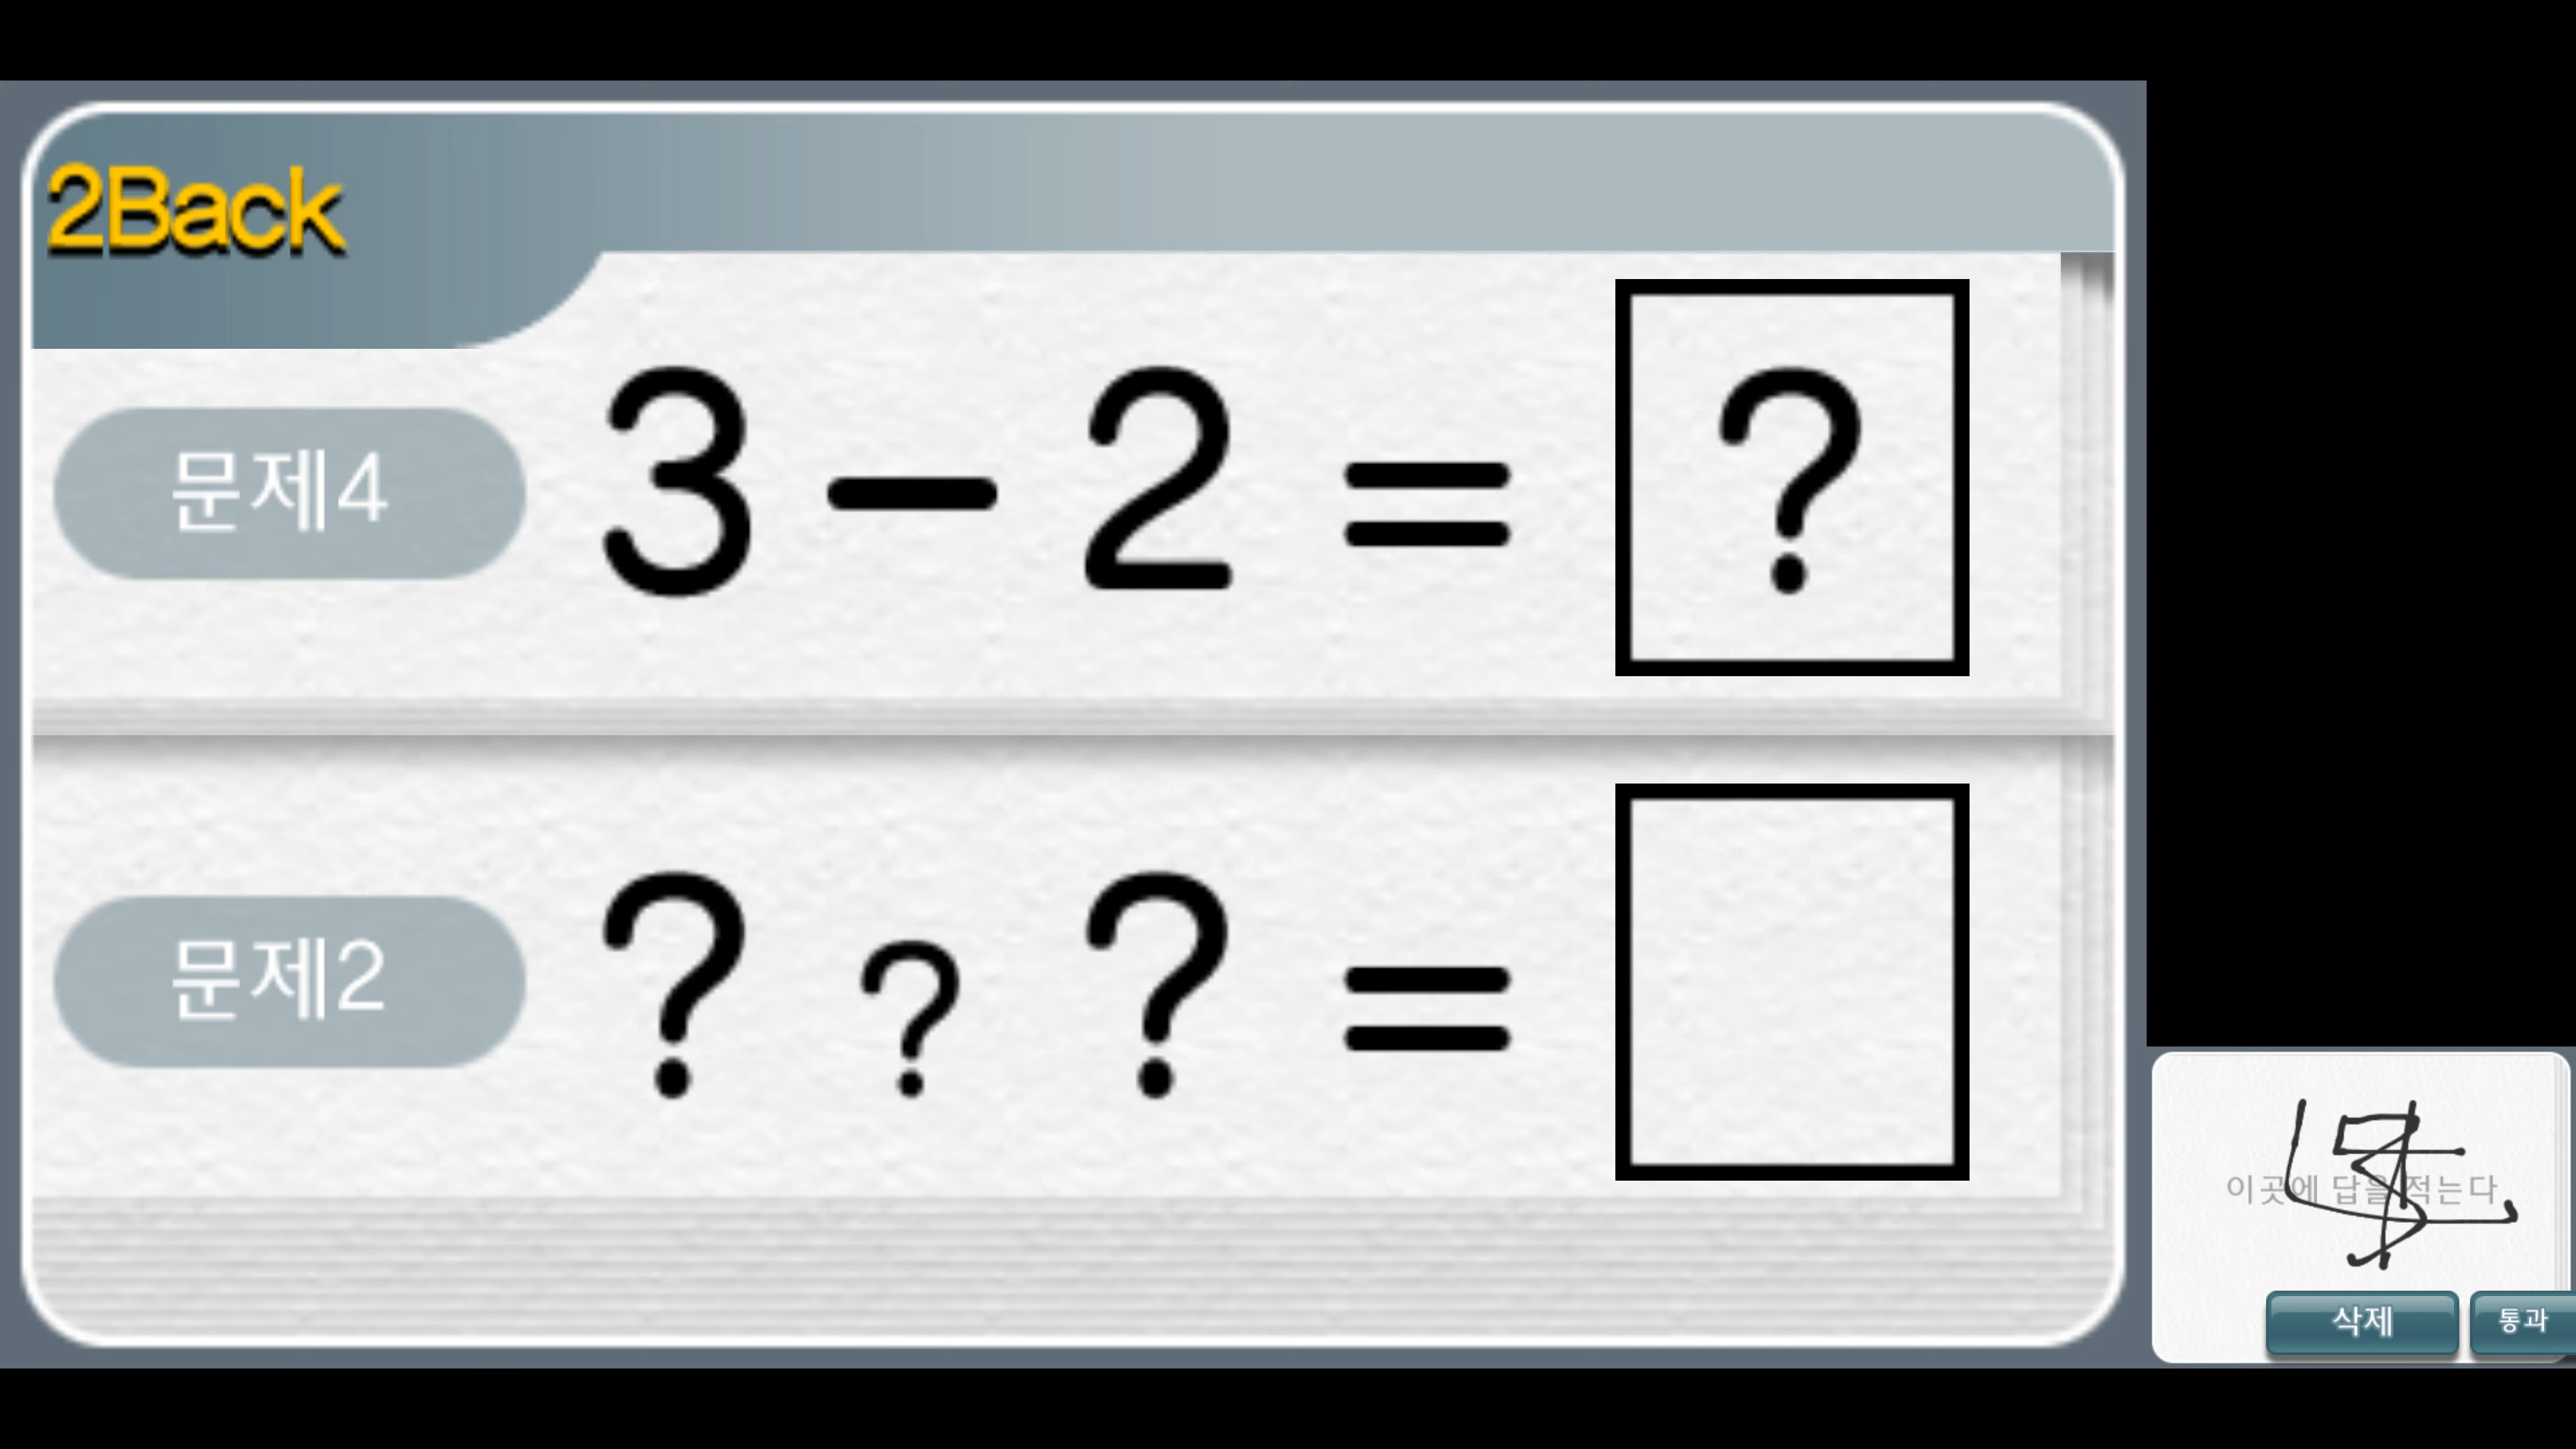 2Back
문제4 3 − 2 = ?
문제2 ? ? ? =
이곳에 답을 적는다
삭제 통과